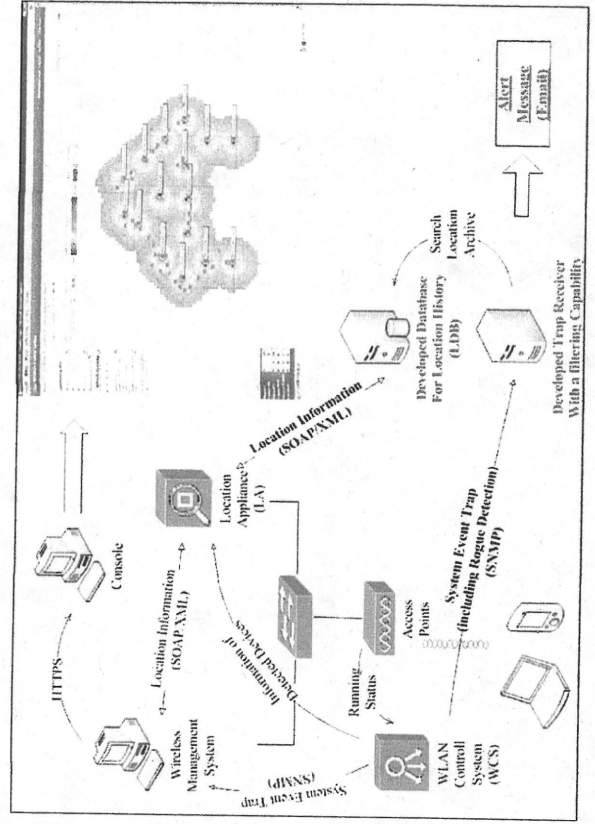 HTTPS
Console
Wireless
Management
System
Location Information
(SOAP/XML)
Location
Appliance
(LA)
Location Information
(SOAP/XML)
System Event Trap
(SNMP)
Information of
Detected Devices
Running
Status
Access
Points
WLAN
Controll
System
(WCS)
System Event Trap
(including Rogue Detection)
(SNMP)
Developed Database
For Location History
(LDB)
Search
Location
Archive
Developed Trap Receiver
With a filtering Capability
Alert
Message
(Email)